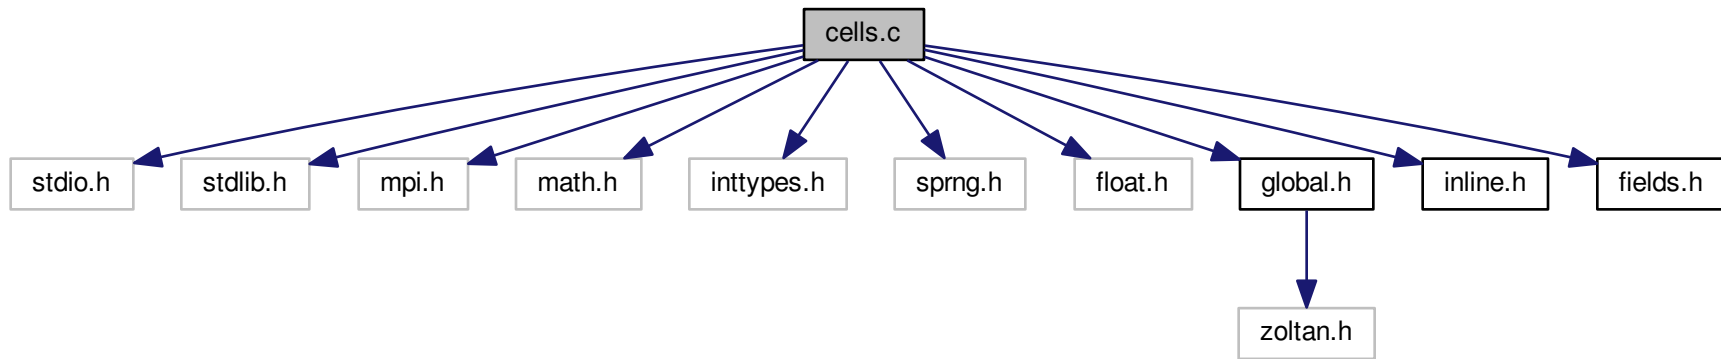 cells.c
stdio.h
stdlib.h
mpi.h
math.h
inttypes.h
sprng.h
float.h
global.h
inline.h
fields.h
zoltan.h